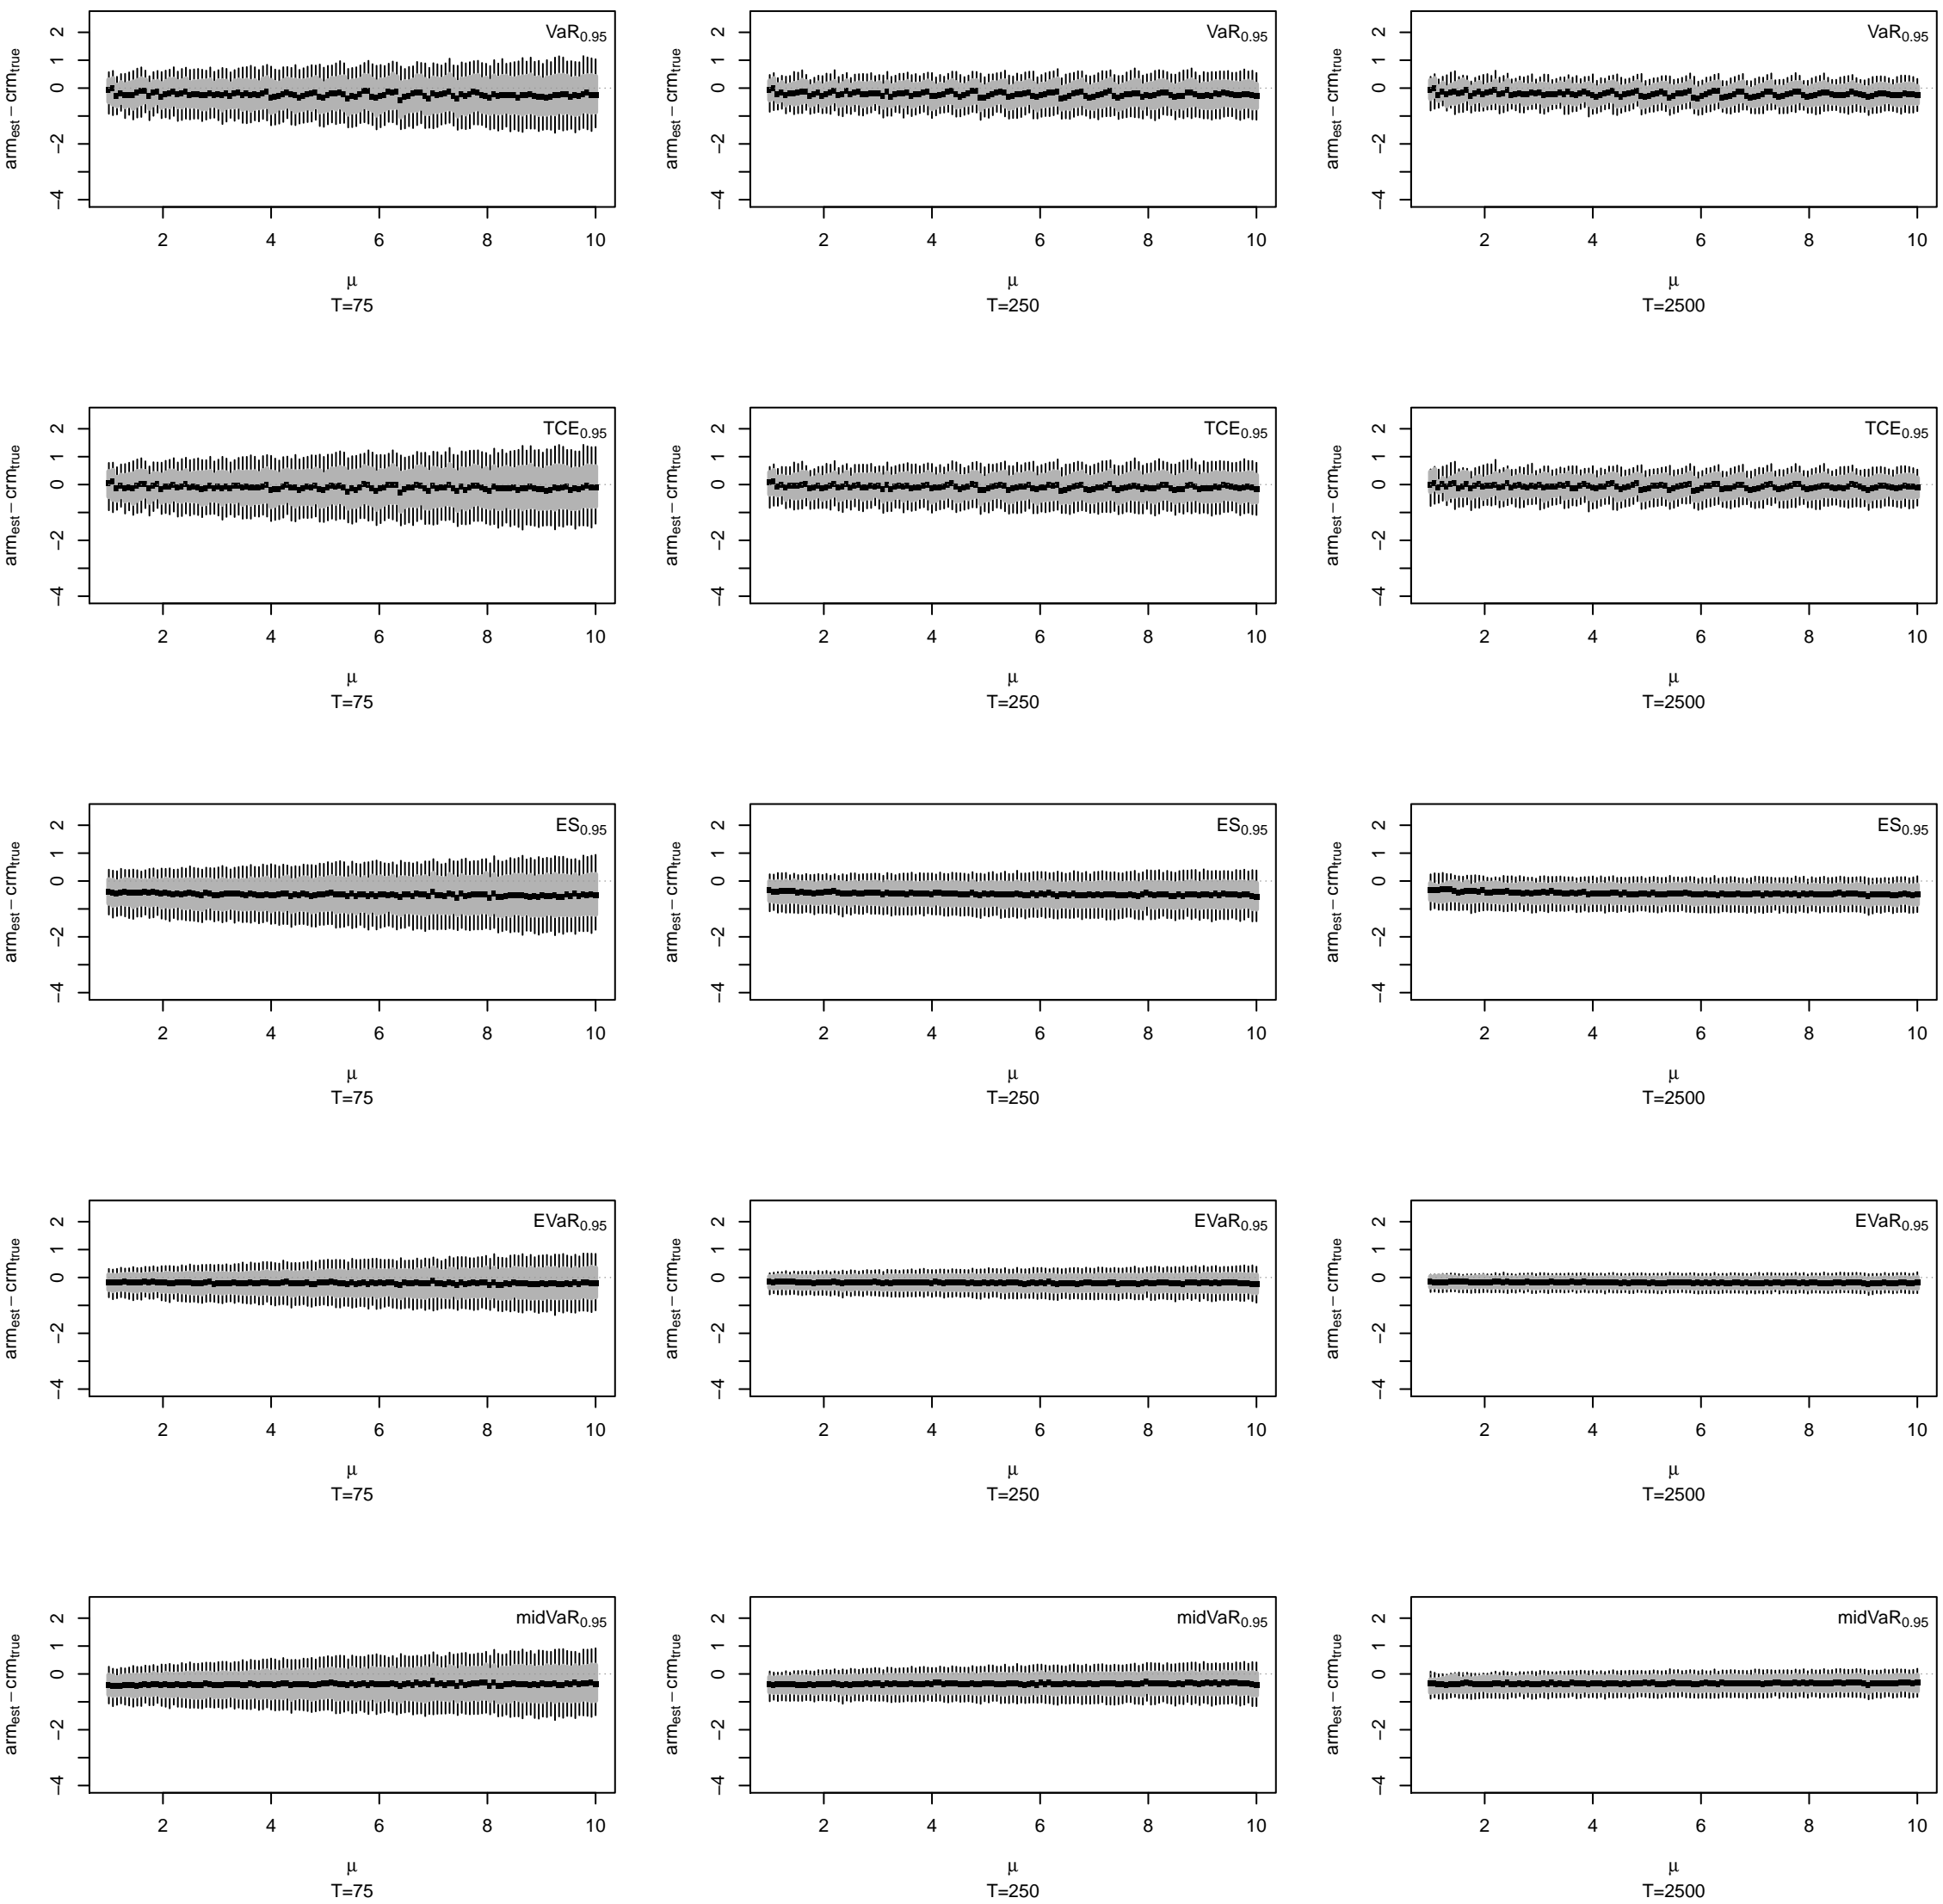 VaR0.95 VaR0.95 VaR0.95
arm_est − crm_true arm_est − crm_true arm_est − crm_true
2 2 2
1 1 1
0 0 0
−2 −2 −2
−4 −4 −4
2 4 6 8 10 2 4 6 8 10 2 4 6 8 10
μ μ μ
T=75 T=250 T=2500
TCE0.95 TCE0.95 TCE0.95
arm_est − crm_true arm_est − crm_true arm_est − crm_true
2 2 2
1 1 1
0 0 0
−2 −2 −2
−4 −4 −4
2 4 6 8 10 2 4 6 8 10 2 4 6 8 10
μ μ μ
T=75 T=250 T=2500
ES0.95 ES0.95 ES0.95
arm_est − crm_true arm_est − crm_true arm_est − crm_true
2 2 2
1 1 1
0 0 0
−2 −2 −2
−4 −4 −4
2 4 6 8 10 2 4 6 8 10 2 4 6 8 10
μ μ μ
T=75 T=250 T=2500
EVaR0.95 EVaR0.95 EVaR0.95
arm_est − crm_true arm_est − crm_true arm_est − crm_true
2 2 2
1 1 1
0 0 0
−2 −2 −2
−4 −4 −4
2 4 6 8 10 2 4 6 8 10 2 4 6 8 10
μ μ μ
T=75 T=250 T=2500
midVaR0.95 midVaR0.95 midVaR0.95
arm_est − crm_true arm_est − crm_true arm_est − crm_true
2 2 2
1 1 1
0 0 0
−2 −2 −2
−4 −4 −4
2 4 6 8 10 2 4 6 8 10 2 4 6 8 10
μ μ μ
T=75 T=250 T=2500